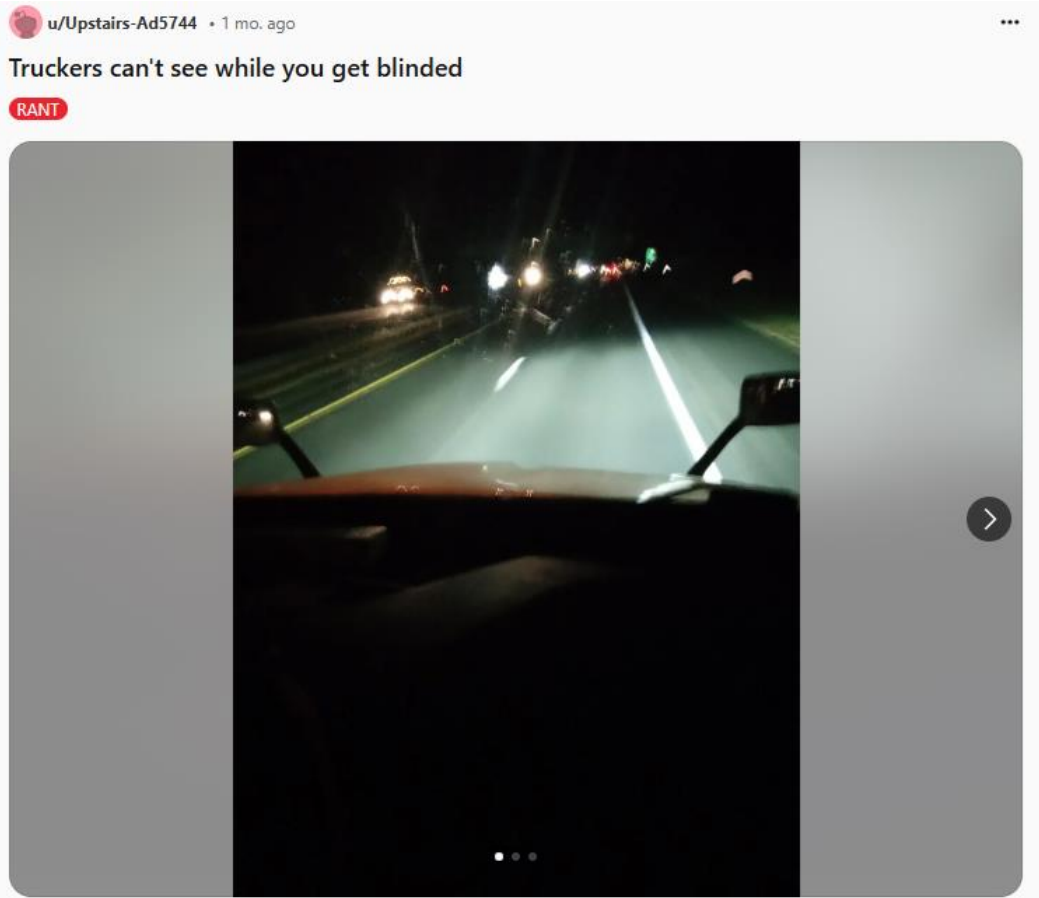 u/Upstairs-Ad5744 • 1 mo. ago
Truckers can't see while you get blinded
RANT